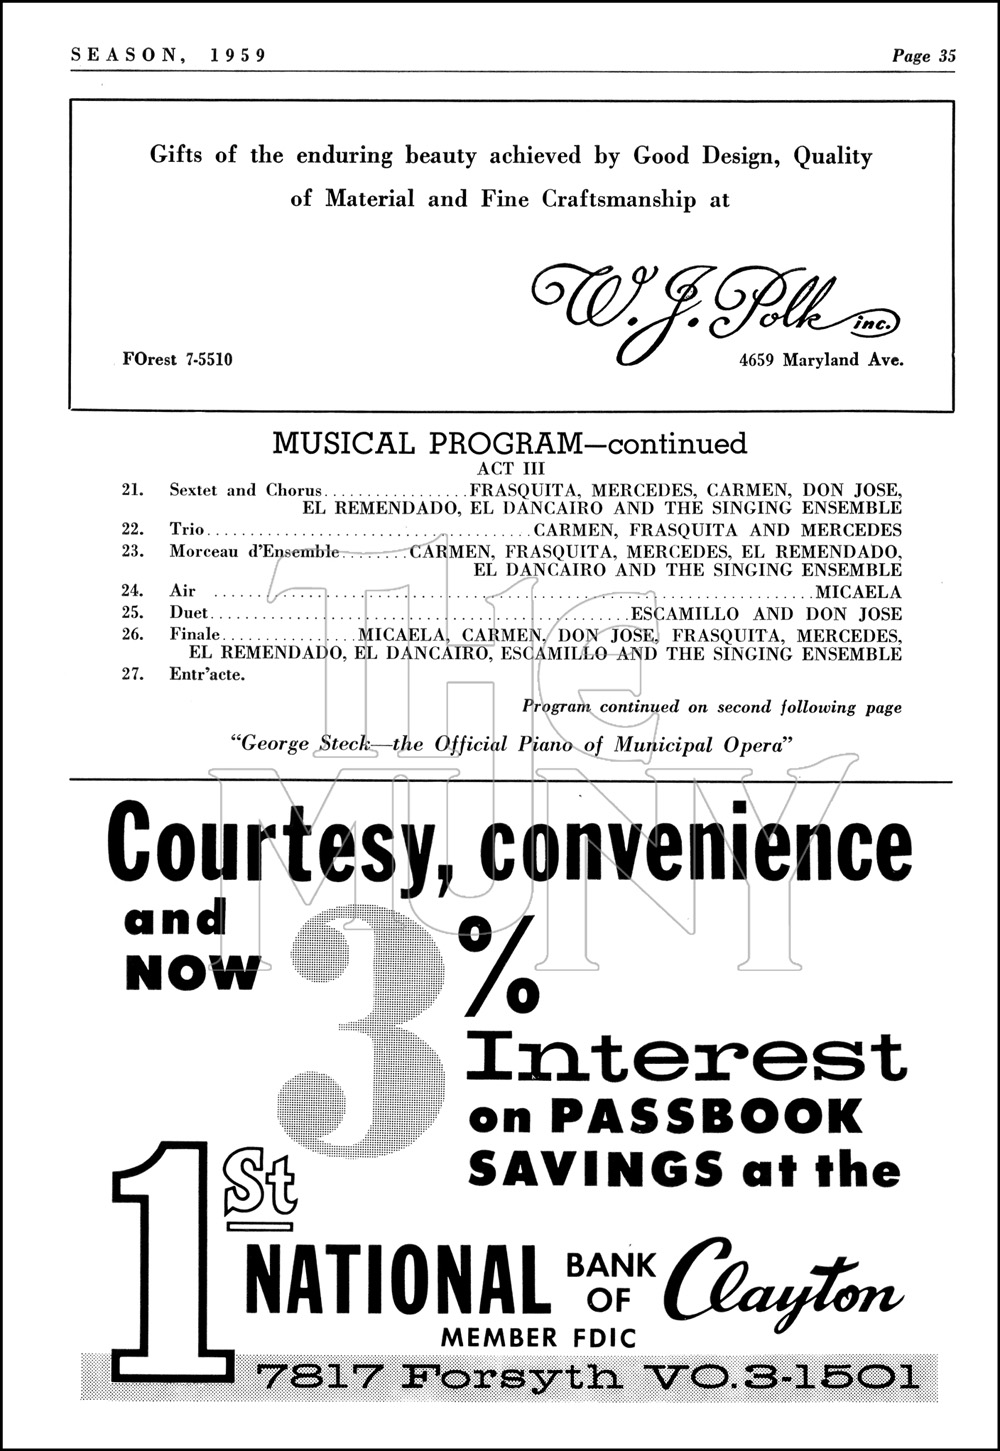 SEASON, 1959 Page 35
Gifts of the enduring beauty achieved by Good Design, Quality
of Material and Fine Craftsmanship at
W. J. Polk inc.
FOrest 7-5510 4659 Maryland Ave.
MUSICAL PROGRAM—continued
ACT III
21. Sextet and Chorus................FRASQUITA, MERCEDES, CARMEN, DON JOSE,
EL REMENDADO, EL DANCAIRO AND THE SINGING ENSEMBLE
22. Trio................................CARMEN, FRASQUITA AND MERCEDES
23. Morceau d'Ensemble........CARMEN, FRASQUITA, MERCEDES, EL REMENDADO,
EL DANCAIRO AND THE SINGING ENSEMBLE
24. Air ............................................................MICAELA
25. Duet..........................................ESCAMILLO AND DON JOSE
26. Finale................MICAELA, CARMEN, DON JOSE, FRASQUITA, MERCEDES,
EL REMENDADO, EL DANCAIRO, ESCAMILLO AND THE SINGING ENSEMBLE
27. Entr'acte.
Program continued on second following page
"George Steck—the Official Piano of Municipal Opera"
THE
MUNY
Courtesy, convenience
and
NOW 3%
Interest
on PASSBOOK
SAVINGS at the
1St
NATIONAL BANK OF Clayton
MEMBER FDIC
7817 Forsyth VO.3-1501